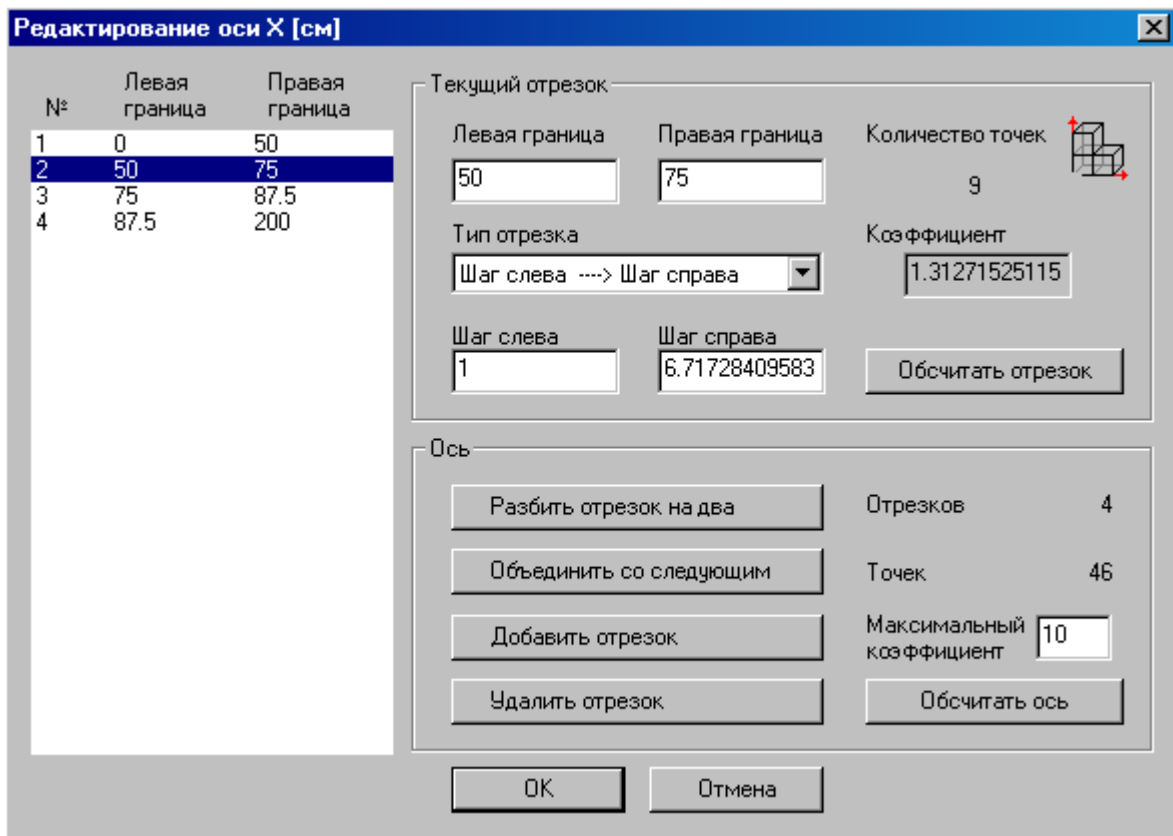 Редактирование оси X [см]
№ Левая граница Правая граница
1 0 50
2 50 75
3 75 87.5
4 87.5 200
Текущий отрезок
Левая граница Правая граница Количество точек
50 75 9
Тип отрезка Коэффициент
Шаг слева ----> Шаг справа 1.31271525115
Шаг слева Шаг справа
1 6.71728409583 Обсчитать отрезок
Ось
Разбить отрезок на два Отрезков 4
Объединить со следующим Точек 46
Добавить отрезок Максимальный коэффициент 10
Удалить отрезок Обсчитать ось
OK Отмена